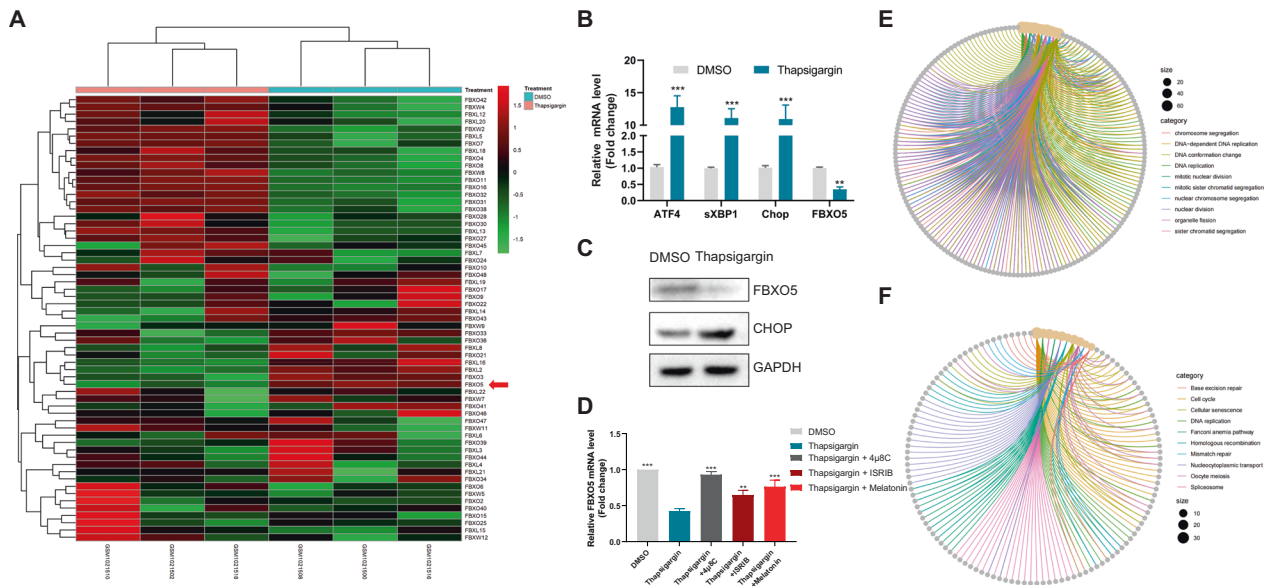 A
Treatment
FBXO42
FBXW4
FBXL12
FBXL20
FBXW2
FBXL5
FBXO7
FBXL18
FBXO4
FBXO8
FBXW8
FBXO11
FBXO16
FBXO32
FBXO31
FBXO38
FBXO28
FBXO30
FBXL13
FBXO27
FBXO45
FBXL7
FBXO24
FBXO10
FBXO48
FBXL19
FBXO17
FBXO9
FBXO22
FBXL14
FBXO43
FBXW9
FBXO33
FBXO36
FBXL8
FBXO21
FBXL16
FBXL2
FBXO3
FBXO5
FBXL22
FBXW7
FBXO41
FBXO46
FBXO47
FBXW11
FBXL6
FBXO39
FBXL3
FBXO44
FBXL4
FBXL21
FBXO34
FBXO6
FBXW5
FBXO2
FBXO40
FBXO15
FBXO25
FBXL15
FBXW12
GSM1021510
GSM1021502
GSM1021518
GSM1021508
GSM1021500
GSM1021516
1.5
1
0.5
0
-0.5
-1
-1.5
Treatment
DMSO
Thapsigargin
B
Relative mRNA level
(Fold change)
20
15
10
2.0
1.5
1.0
0.5
0.0
DMSO
Thapsigargin
***
***
***
**
ATF4
sXBP1
Chop
FBXO5
C
DMSO Thapsigargin
FBXO5
CHOP
GAPDH
D
Relative FBXO5 mRNA level
(Fold change)
1.5
1.0
0.5
0.0
***
***
**
***
DMSO
Thapsigargin
Thapsigargin
+4μ8C
Thapsigargin
+ISRIB
Thapsigargin
+Melatonin
DMSO
Thapsigargin
Thapsigargin + 4μ8C
Thapsigargin + ISRIB
Thapsigargin + Melatonin
E
size
20
40
60
category
chromosome segregation
DNA-dependent DNA replication
DNA conformation change
DNA replication
mitotic nuclear division
mitotic sister chromatid segregation
nuclear chromosome segregation
nuclear division
organelle fission
sister chromatid segregation
F
category
Base excision repair
Cell cycle
Cellular senescence
DNA replication
Fanconi anemia pathway
Homologous recombination
Mismatch repair
Nucleocytoplasmic transport
Oocyte meiosis
Spliceosome
size
10
20
30